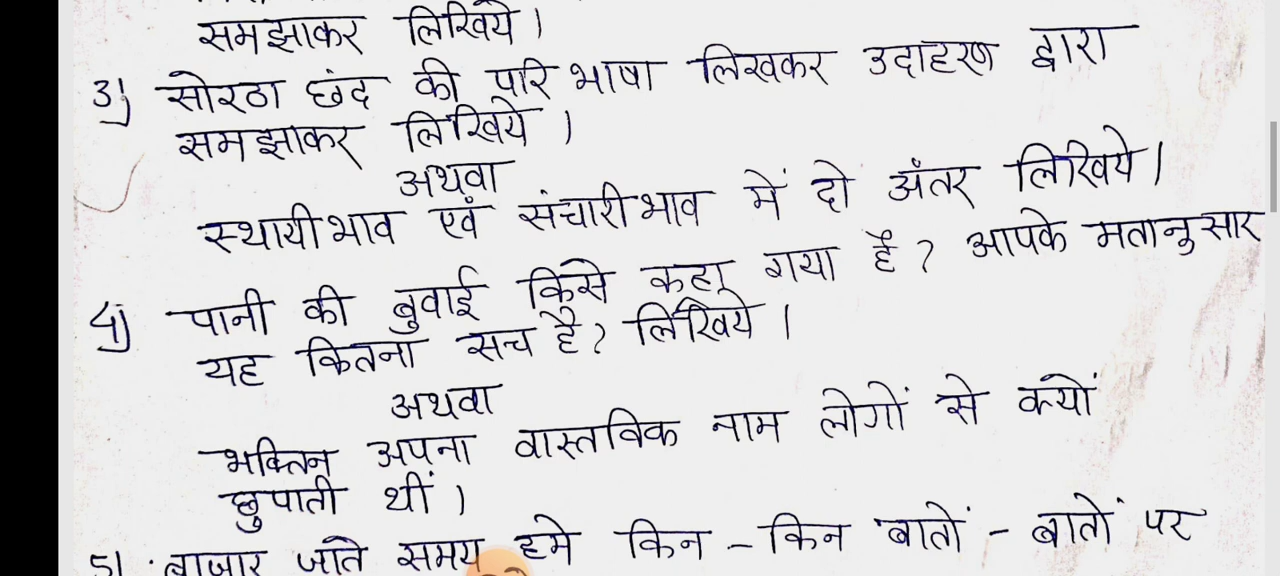 समझाकर लिखिये।
3) सोरठा छंद की परिभाषा लिखकर उदाहरण द्वारा
समझाकर लिखिये।
अथवा
स्थायीभाव एवं संचारीभाव में दो अंतर लिखिये।
4) पानी की बुवाई किसे कहा गया है? आपके मतानुसार
यह कितना सच है? लिखिये।
अथवा
भक्तिन अपना वास्तविक नाम लोगों से क्यों
छुपाती थीं।
5) बाजार जाते समय हमे किन-किन बातों-बातों पर